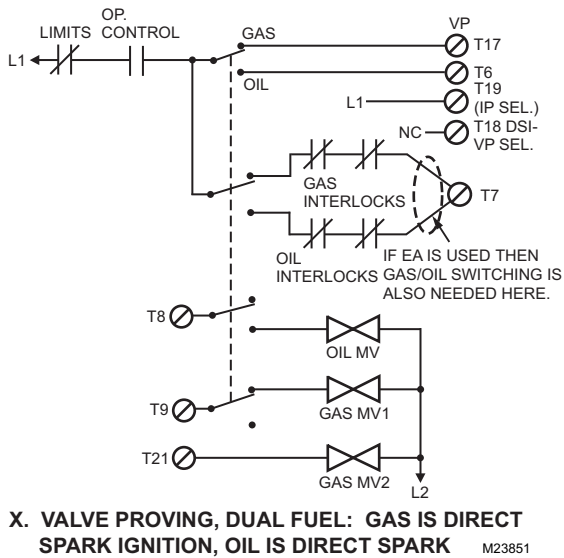 OP.
LIMITS CONTROL
L1
GAS
OIL
VP
T17
T6
T19
(IP SEL.)
L1
NC
T18 DSI-
VP SEL.
GAS
INTERLOCKS
T7
OIL
INTERLOCKS
IF EA IS USED THEN
GAS/OIL SWITCHING IS
ALSO NEEDED HERE.
T8
OIL MV
T9
GAS MV1
T21
GAS MV2
L2
X. VALVE PROVING, DUAL FUEL: GAS IS DIRECT
SPARK IGNITION, OIL IS DIRECT SPARK
M23851